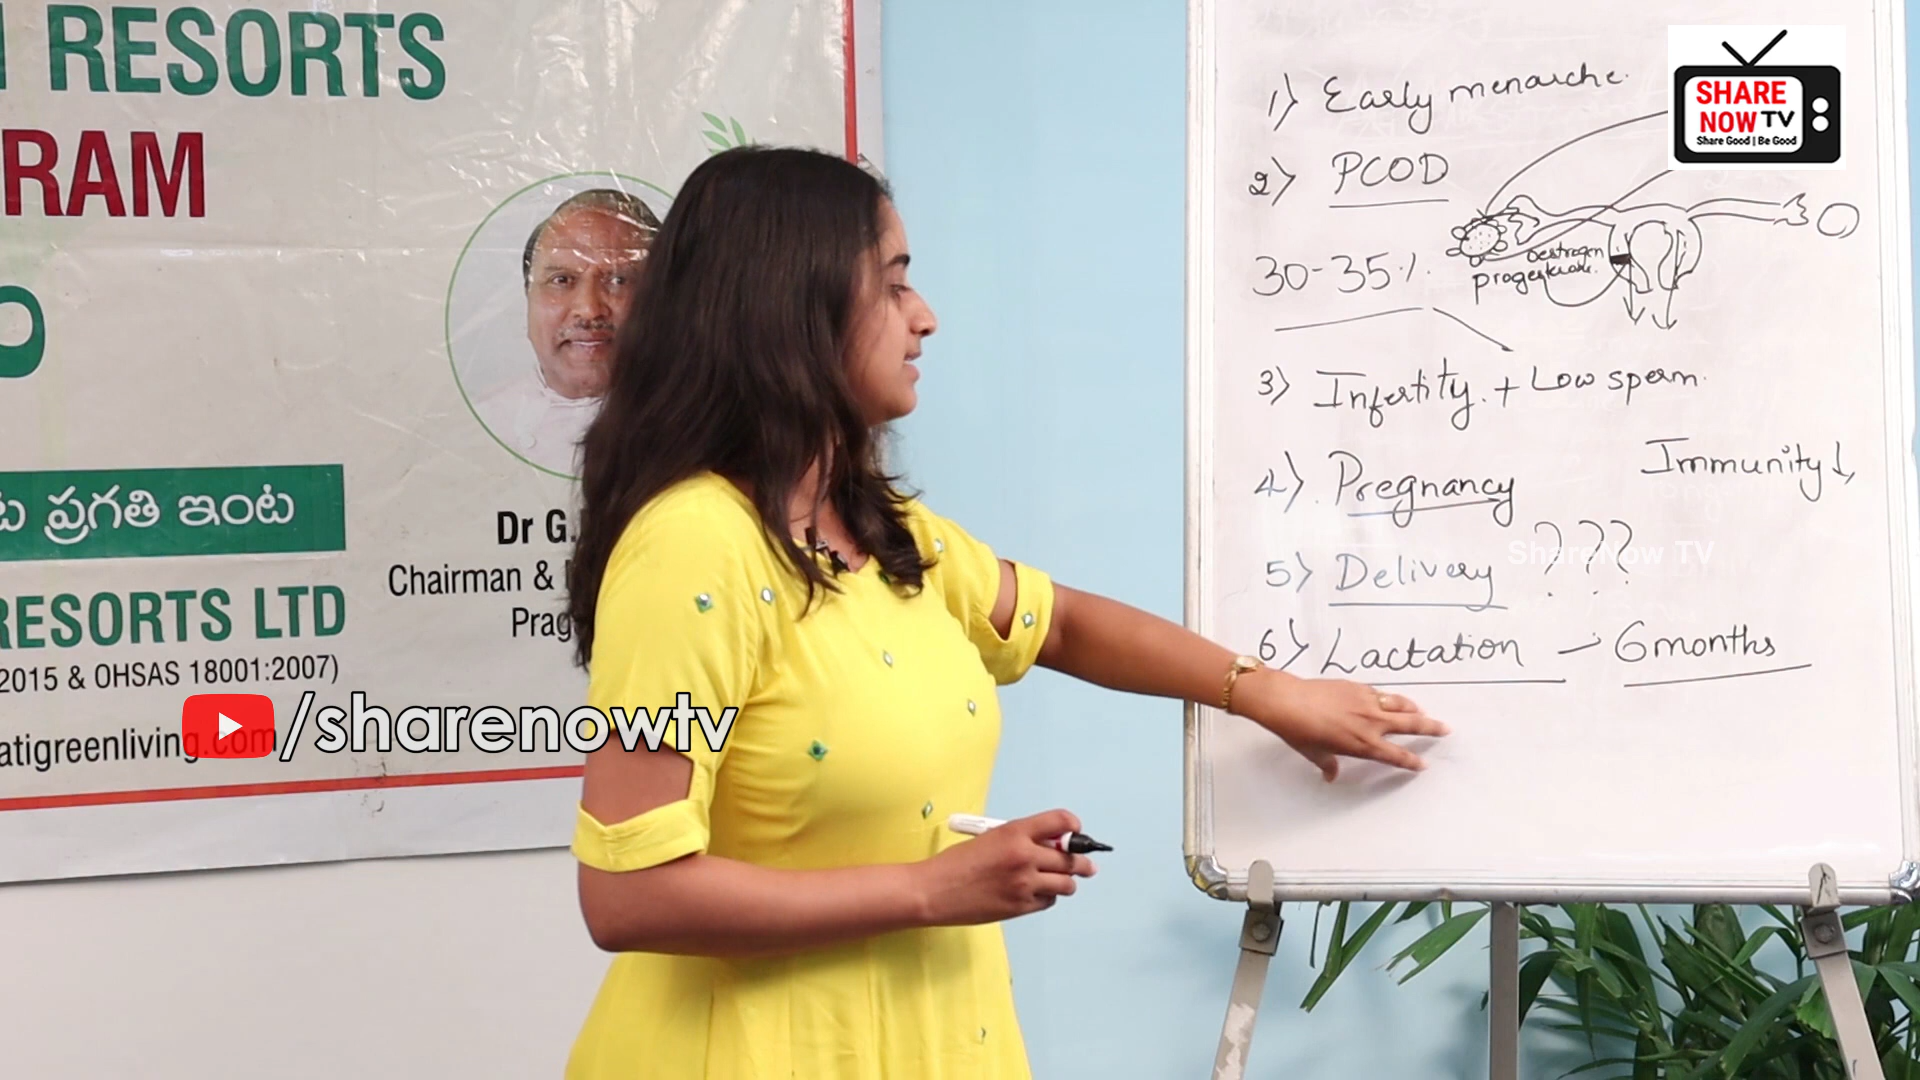 RESORTS
RAM
ప్రగతి ఇంట
RESORTS LTD
2015 & OHSAS 18001:2007)
atigreenliving.com
Dr G.
Chairman &
Prag
/sharenowtv
SHARE
NOW TV
Share Good | Be Good
1) Early menarche.
2) PCOD
30-35%.
oestrogen
progesterone.
3) Infertity. + Low sperm.
Immunity↓
4). Pregnancy
5) Delivery ???
ShareNow TV
6) Lactation - 6 months